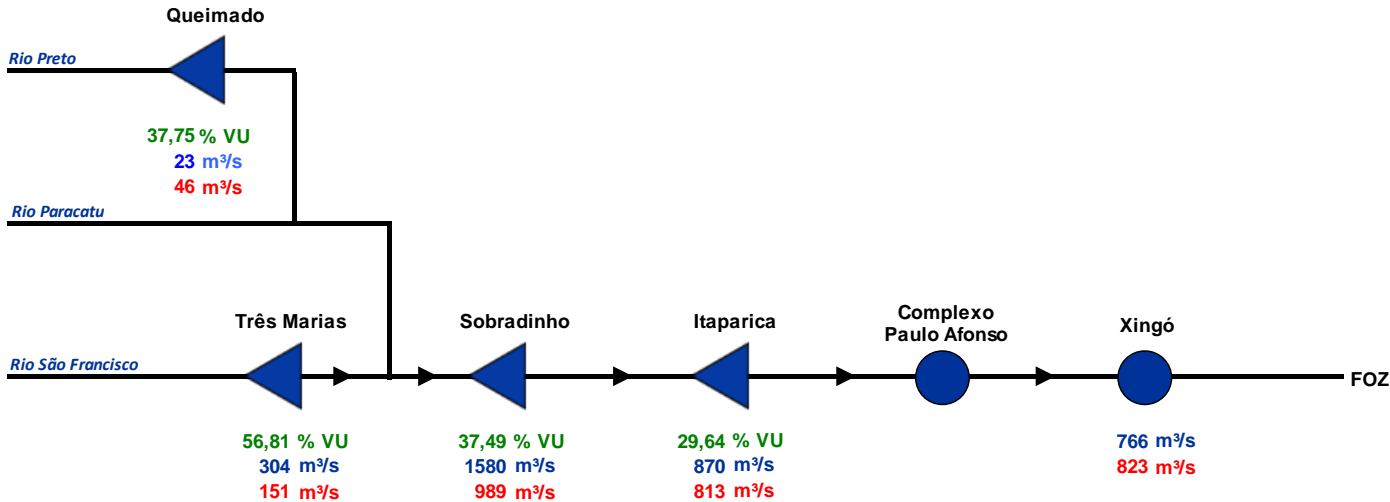 Queimado
Rio Preto
37,75 % VU
23 m³/s
46 m³/s
Rio Paracatu
Três Marias
Sobradinho
Itaparica
Complexo
Paulo Afonso
Xingó
Rio São Francisco
FOZ
56,81 % VU
304 m³/s
151 m³/s
37,49 % VU
1580 m³/s
989 m³/s
29,64 % VU
870 m³/s
813 m³/s
766 m³/s
823 m³/s